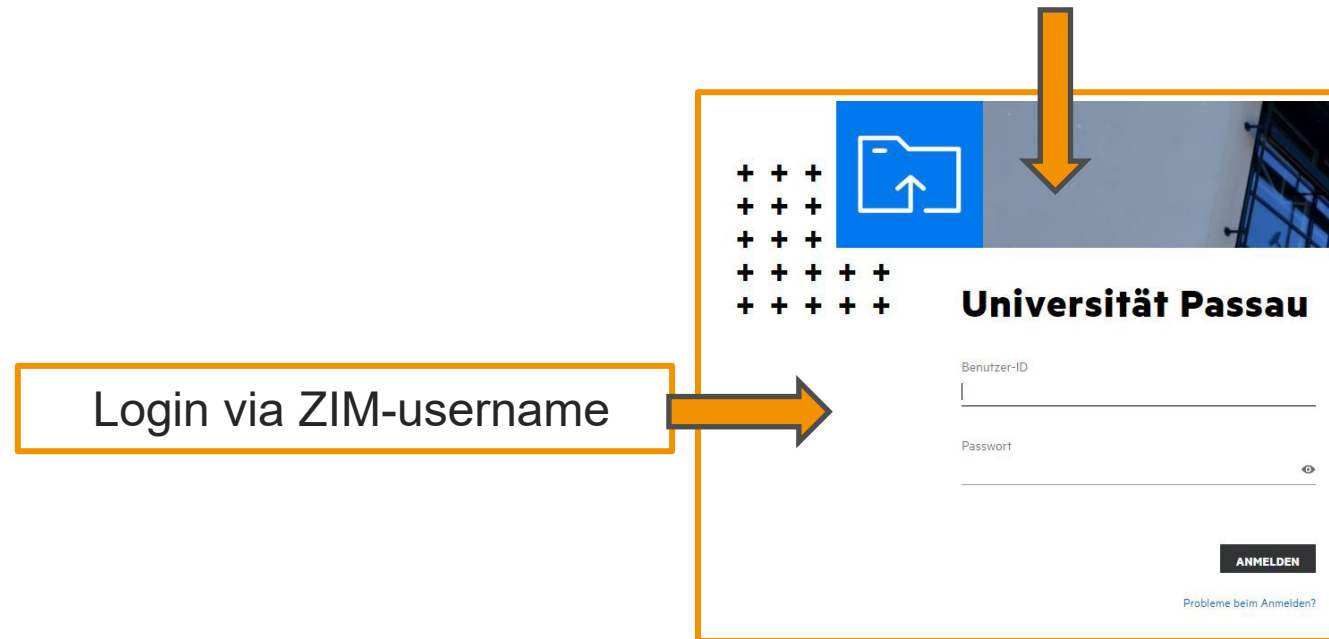 Universität Passau
Benutzer-ID
Login via ZIM-username
Passwort
ANMELDEN
Probleme beim Anmelden?